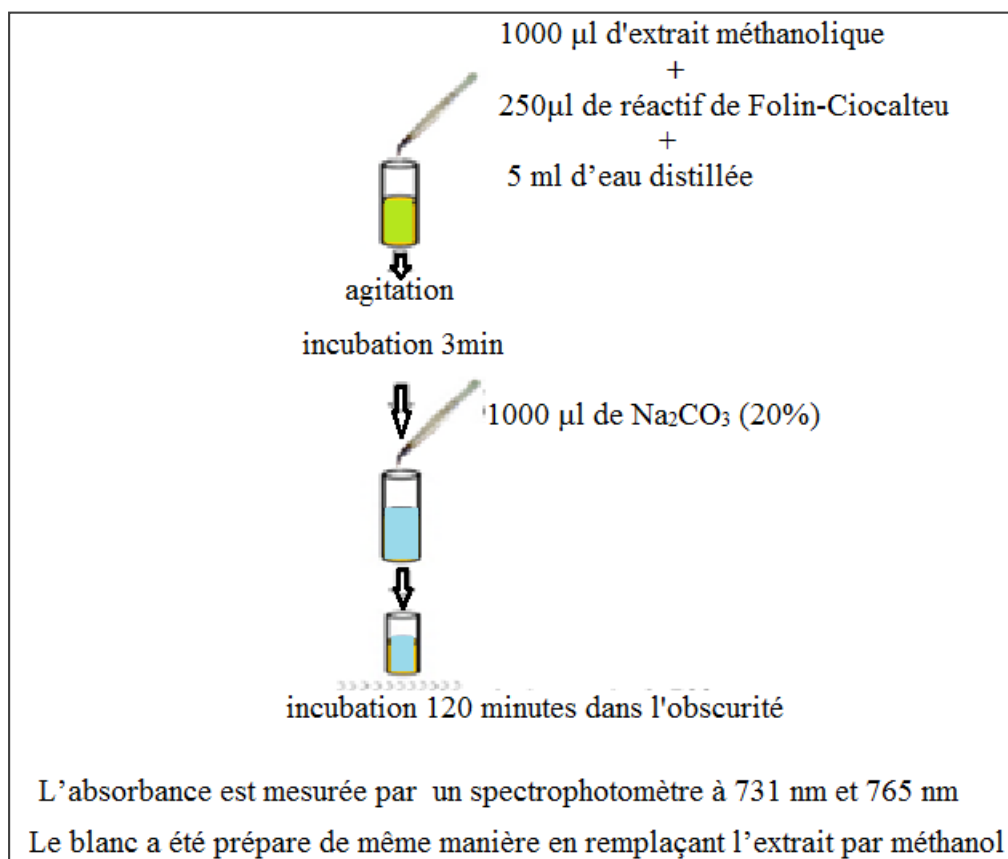 1000 µl d'extrait méthanolique
+
250µl de réactif de Folin-Ciocalteu
+
5 ml d’eau distillée
agitation
incubation 3min
1000 µl de Na₂CO₃ (20%)
incubation 120 minutes dans l'obscurité
L’absorbance est mesurée par un spectrophotomètre à 731 nm et 765 nm
Le blanc a été prépare de même manière en remplaçant l’extrait par méthanol